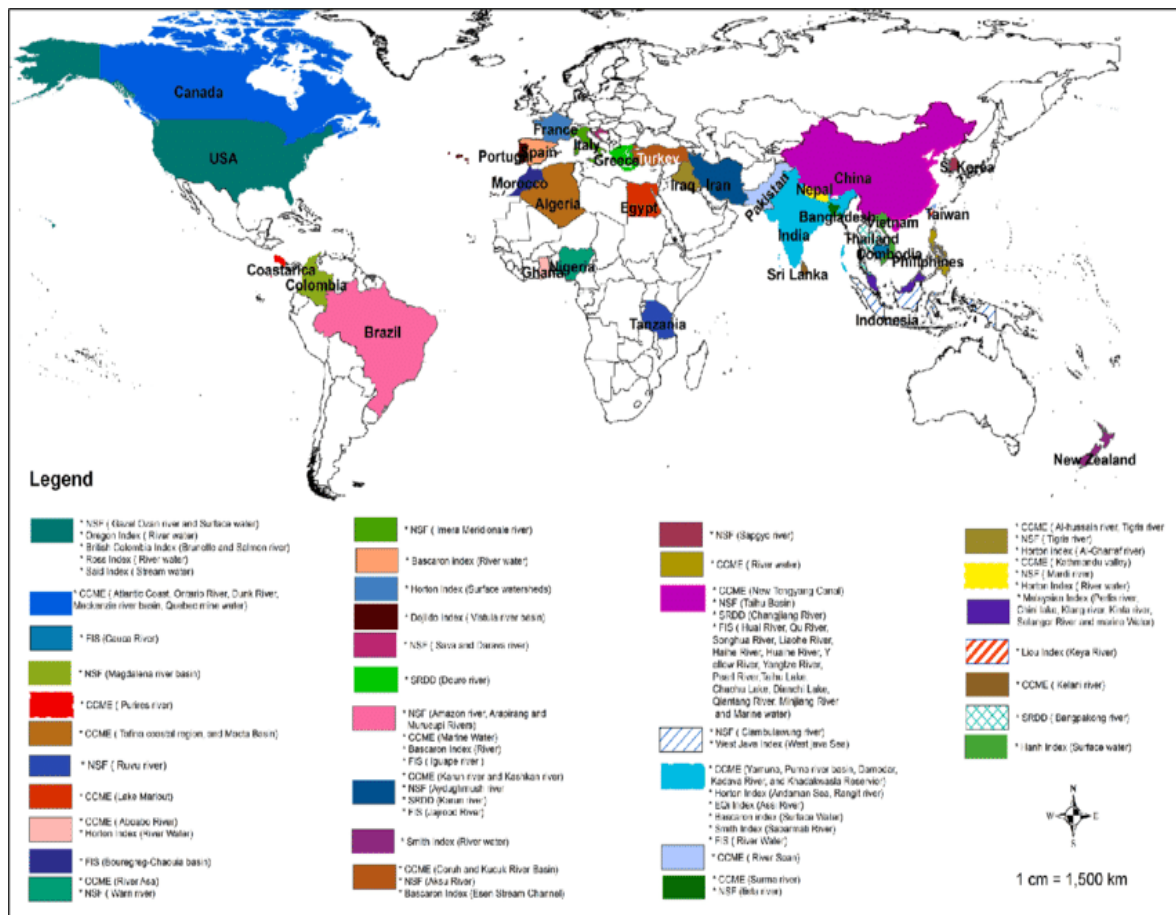 Canada
USA
France
Italy
Portugal
Spain
Greece
Turkey
Morocco
Algeria
Egypt
Iraq
Iran
Pakistan
Nepal
China
S. Korea
Bangladesh
Taiwan
India
Vietnam
Thailand
Cambodia
Philippines
Sri Lanka
Indonesia
Coastarica
Colombia
Brazil
Ghana
Nigeria
Tanzania
New Zealand
Legend
* NSF ( Gazal Ozan river and Surface water)
* Oregon Index ( River water)
* British Colombia Index (Brunello and Salmon river)
* Ross Index ( River water)
* Said Index ( Stream water)
* CCME ( Atlantic Coast, Ontario River, Dunk River,
Mackenzie river basin, Quebec mine water)
* FIS (Cauca River)
* NSF (Magdalena river basin)
* CCME ( Purires river)
* CCME ( Tafina coastal region, and Macta Basin)
* NSF ( Ruvu river)
* CCME (Lake Mariout)
* CCME ( Aboabo River)
* Horton Index (River Water)
* FIS (Bouregreg-Chaouia basin)
* CCME (River Asa)
* NSF ( Warri river)
* NSF ( Imera Meridionale river)
* Bascaron Index (River water)
* Horton Index (Surface watersheds)
* Dojido Index ( Vistula river basin)
* NSF ( Sava and Darava river)
* SRDD (Douro river)
* NSF (Amazon river, Arapirang and
Murucupi Rivers)
* CCME (Marine Water)
* Bascaron Index (River)
* FIS ( Iguape river)
* CCME (Karun river and Kashkan river)
* NSF (Aydughmush river
* SRDD (Karun river)
* FIS (Jajrood River)
* Smith Index (River water)
* CCME ( Coruh and Kucuk River Basin)
* NSF (Aksu River)
* Bascaron Index (Esen Stream Channel)
* NSF ( Sapgyo river)
* CCME (River water)
* CCME (New Tongyang Canal)
* NSF ( Taihu Basin)
* SRDD (Changjiang River)
* FIS ( Huai River, Qu River,
Songhua River, Liaohe River,
Haihe River, Huaihe River, Y
ellow River, Yangtze River,
Pearl River, Taihu Lake,
Chaohu Lake, Dianchi Lake,
Qiantang River, Minjiang River
and Marine water)
* NSF ( Ciambulawung river)
* West Java Index (West java Sea)
* CCME (Yamuna, Purna river basin, Damodar,
Kadava River, and Khadakwasla Reservior)
* Horton Index (Andaman Sea, Rangit river)
* EQi Index (Assi River)
* Bascaron index (Surface Water)
* Smith Index (Sabarmati River)
* FIS ( River Water)
* CCME ( River Soan)
* CCME (Surma river)
* NSF
* CCME ( Al-hussain river, Tigris river
* NSF ( Tigris river)
* Horton Index ( Al-Gharraf river)
* CCME ( Kathmandu valley)
* NSF ( Mardi river)
* Horton Index ( River water)
* Malaysian Index (Perlis river,
Chini lake, Klang river, Kinta river,
Selangor River and marine Water)
* Liou Index (Keya River)
* CCME ( Kelani river)
* SRDD ( Bangpakong river)
* Hanh Index (Surface water)
N
W
E
S
1 cm = 1,500 km